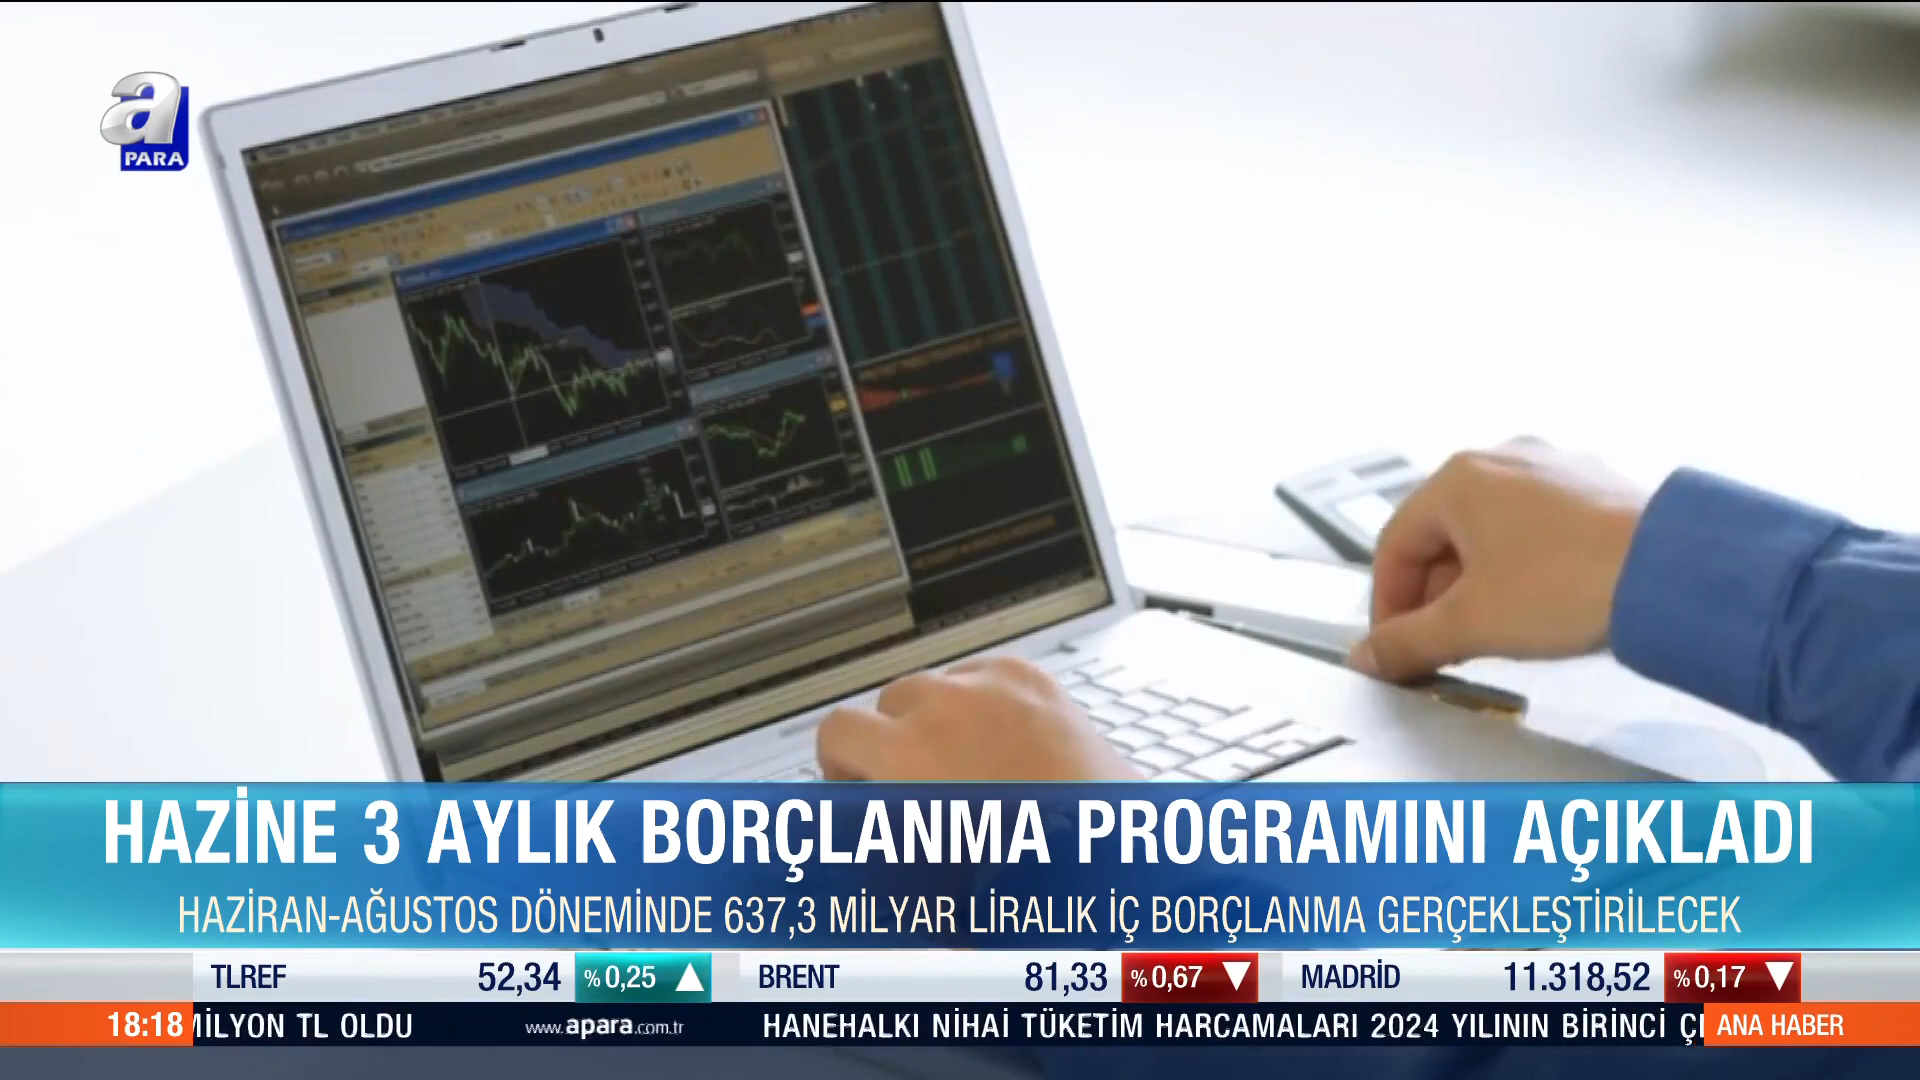 a
PARA
HAZİNE 3 AYLIK BORÇLANMA PROGRAMINI AÇIKLADI
HAZİRAN-AĞUSTOS DÖNEMİNDE 637,3 MİLYAR LİRALIK İÇ BORÇLANMA GERÇEKLEŞTİRİLECEK
TLREF 52,34 %0,25 BRENT 81,33 %0,67 MADRİD 11.318,52 %0,17
18:18 MİLYON TL OLDU www.apara.com.tr HANEHALKI NİHAİ TÜKETİM HARCAMALARI 2024 YILININ BİRİNCİ ANA HABER